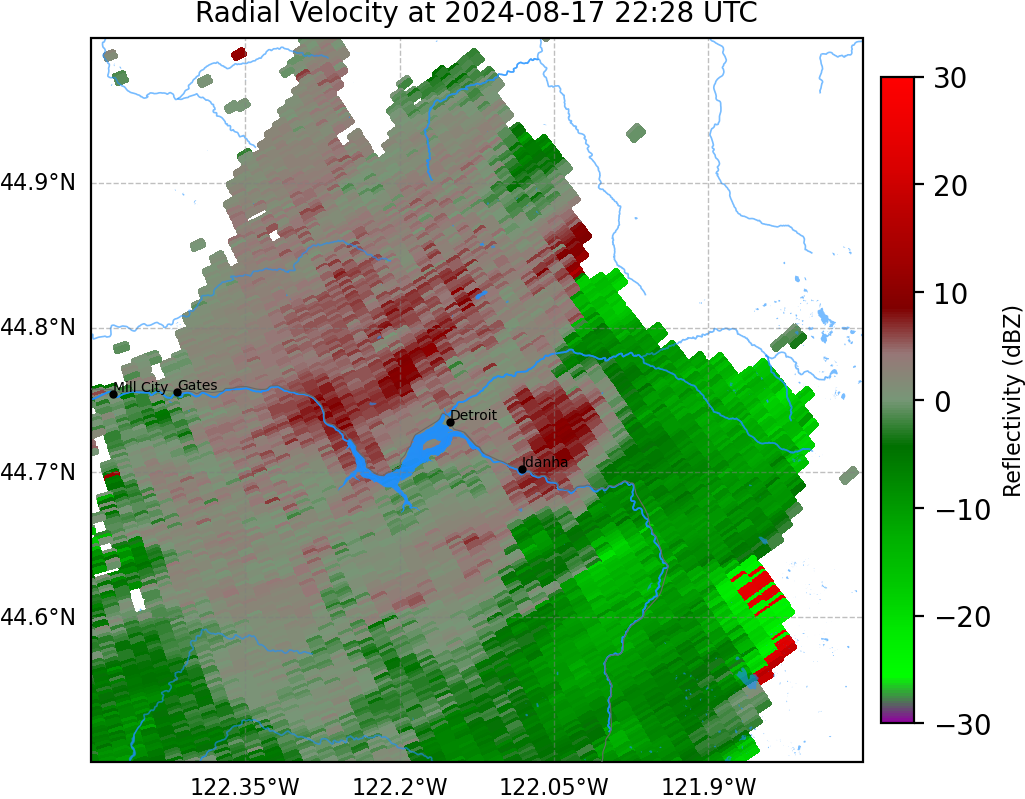 Radial Velocity at 2024-08-17 22:28 UTC
30
44.9°N
20
10
44.8°N
Mill City
Gates
0
Detroit
Reflectivity (dBZ)
44.7°N
Idanha
−10
44.6°N
−20
−30
122.35°W
122.2°W
122.05°W
121.9°W